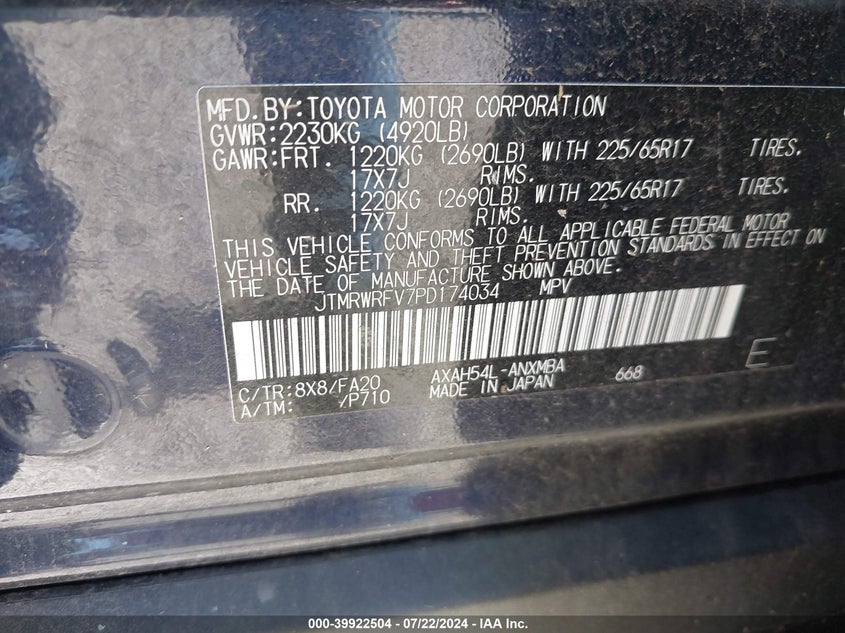 MFD.BY:TOYOTA MOTOR CORPORATION
GVWR:2230KG (4920LB)
GAWR:FRT. 1220KG (2690LB) WITH 225/65R17 TIRES.
17X7J RIMS.
RR. 1220KG (2690LB) WITH 225/65R17 TIRES.
17X7J RIMS.
THIS VEHICLE CONFORMS TO ALL APPLICABLE FEDERAL MOTOR
VEHICLE SAFETY AND THEFT PREVENTION STANDARDS IN EFFECT ON
THE DATE OF MANUFACTURE SHOWN ABOVE.
JTMRWRFV7PD174034 MPV
C/TR:8X8/FA20 AXAH54L-ANXMBA 668 E
A/TM: /P710 MADE IN JAPAN
000-39922504 - 07/22/2024 - IAA Inc.